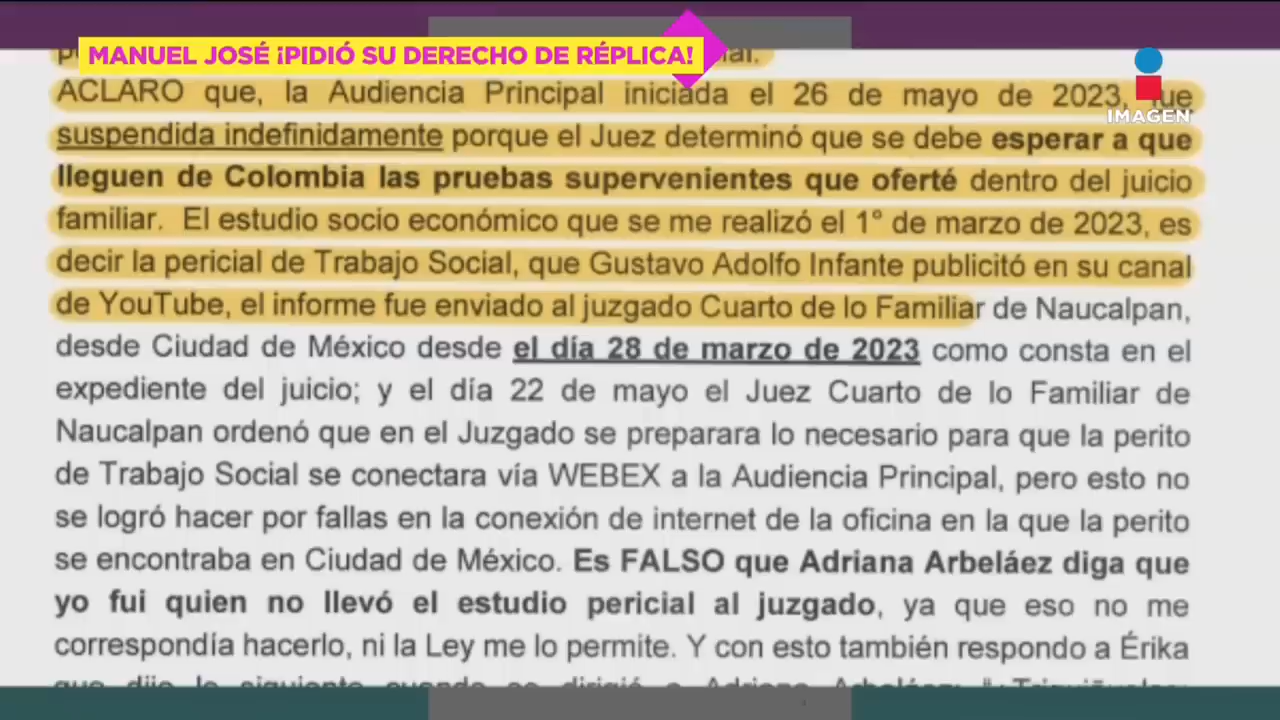 MANUEL JOSÉ ¡PIDIÓ SU DERECHO DE RÉPLICA!
IMAGEN
ACLARO que, la Audiencia Principal iniciada el 26 de mayo de 2023, fue
suspendida indefinidamente porque el Juez determinó que se debe esperar a que
lleguen de Colombia las pruebas supervenientes que oferté dentro del juicio
familiar. El estudio socio económico que se me realizó el 1° de marzo de 2023, es
decir la pericial de Trabajo Social, que Gustavo Adolfo Infante publicitó en su canal
de YouTube, el informe fue enviado al juzgado Cuarto de lo Familiar de Naucalpan,
desde Ciudad de México desde el día 28 de marzo de 2023 como consta en el
expediente del juicio; y el día 22 de mayo el Juez Cuarto de lo Familiar de
Naucalpan ordenó que en el Juzgado se preparara lo necesario para que la perito
de Trabajo Social se conectara vía WEBEX a la Audiencia Principal, pero esto no
se logró hacer por fallas en la conexión de internet de la oficina en la que la perito
se encontraba en Ciudad de México. Es FALSO que Adriana Arbeláez diga que
yo fui quien no llevó el estudio pericial al juzgado, ya que eso no me
correspondía hacerlo, ni la Ley me lo permite. Y con esto también respondo a Érika